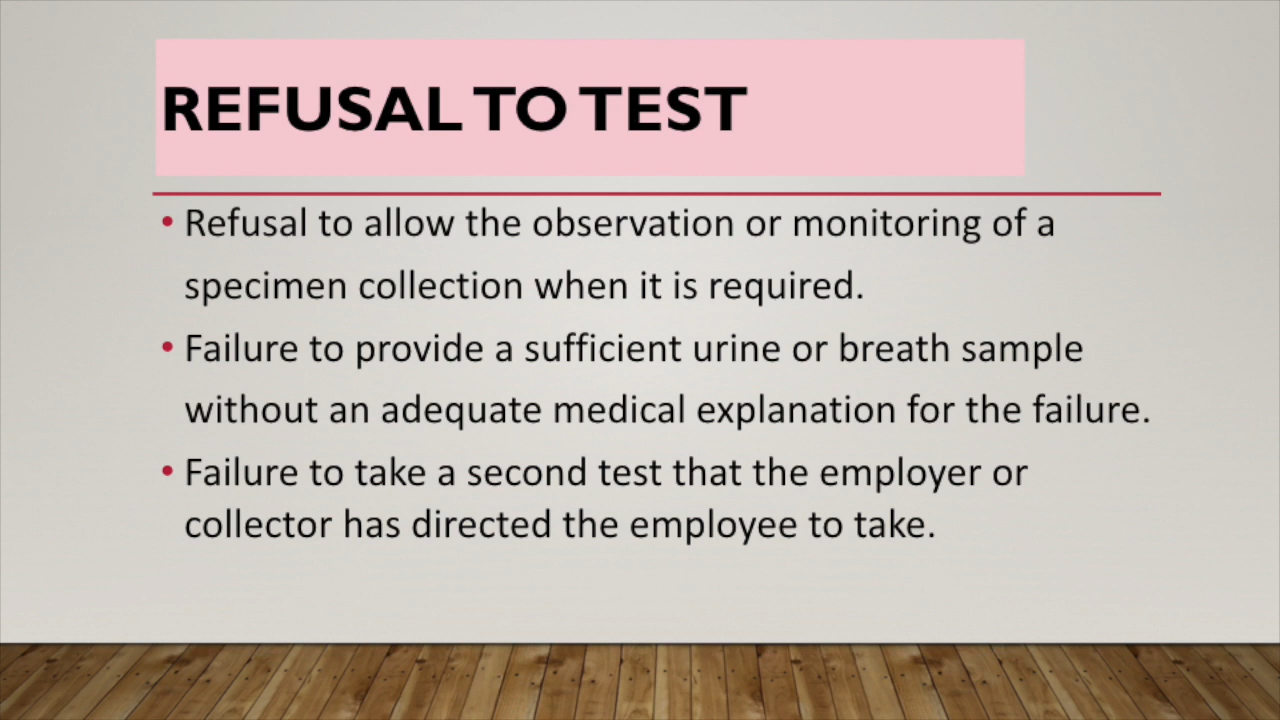 REFUSAL TO TEST
• Refusal to allow the observation or monitoring of a
specimen collection when it is required.
• Failure to provide a sufficient urine or breath sample
without an adequate medical explanation for the failure.
• Failure to take a second test that the employer or
collector has directed the employee to take.